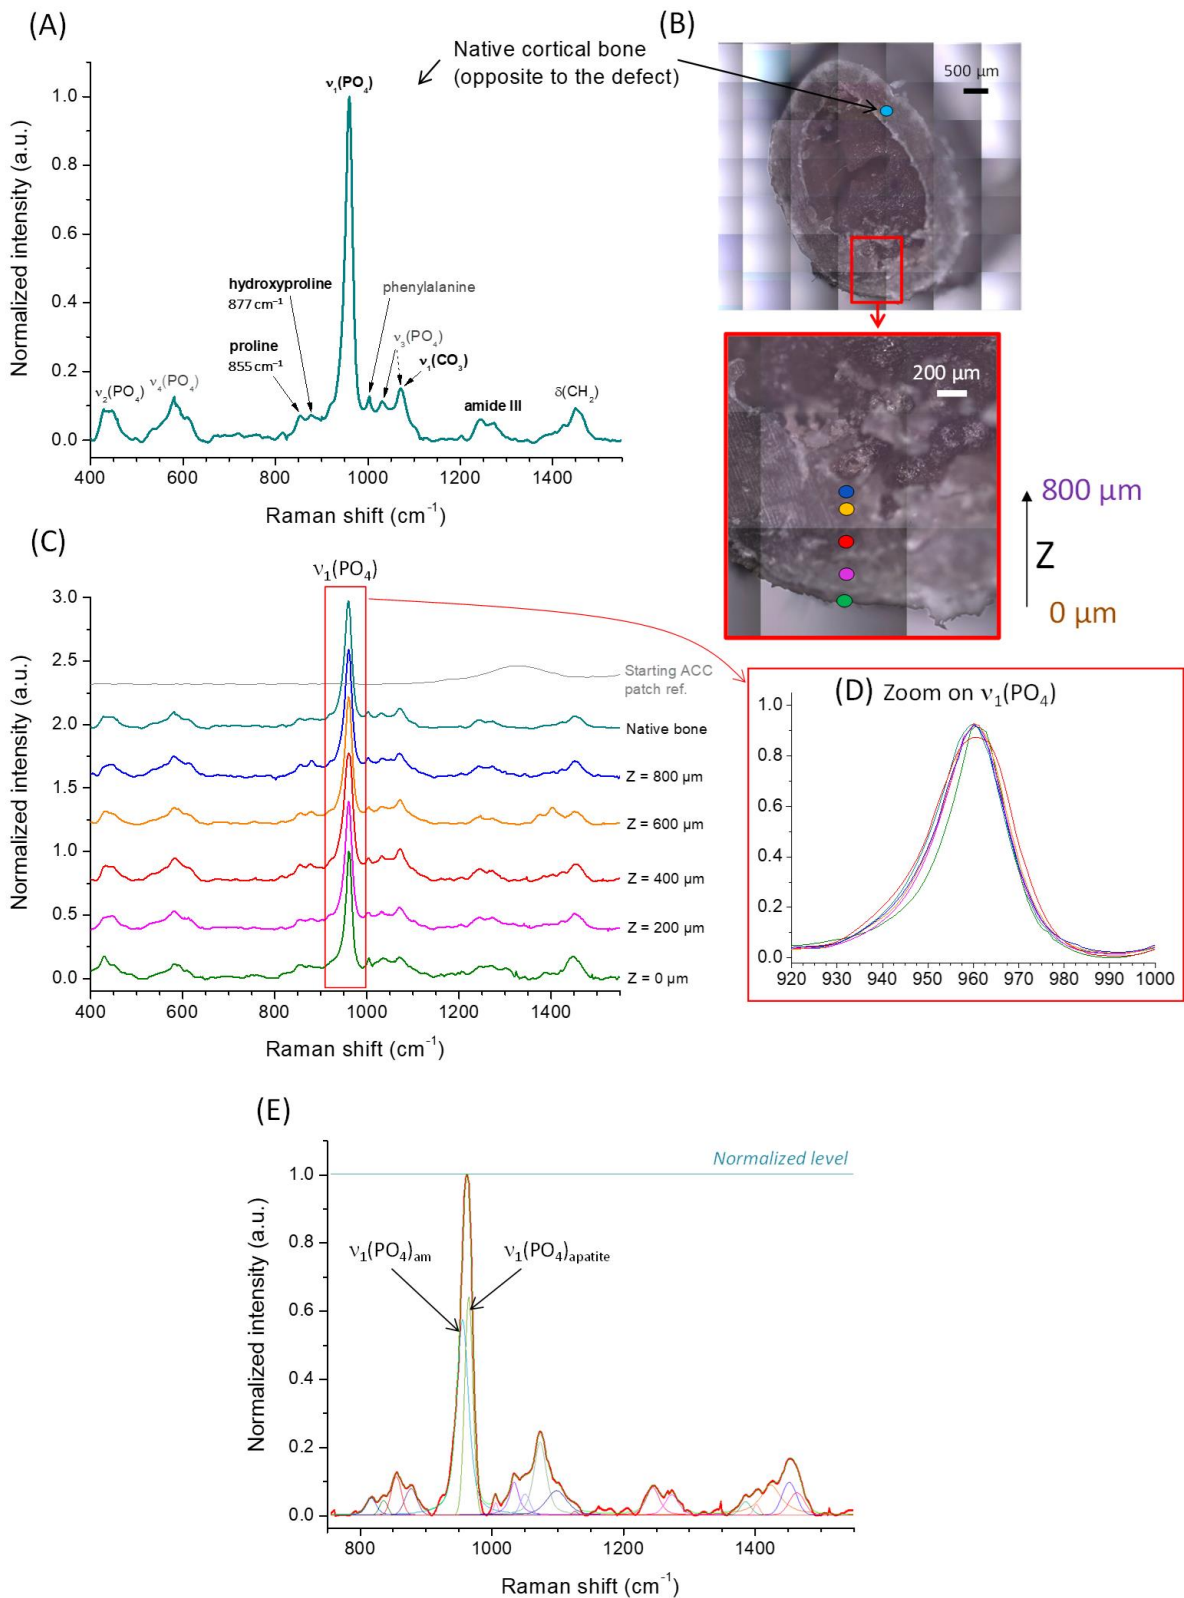 (A)
Native cortical bone
(opposite to the defect)
(B)
500 µm
ν₁(PO₄)
1.0
0.8
0.6
0.4
0.2
0.0
Normalized intensity (a.u.)
hydroxyproline
877 cm⁻¹
phenylalanine
proline
855 cm⁻¹
ν₃(PO₄)
ν₁(CO₃)
ν₂(PO₄)
ν₄(PO₄)
amide III
δ(CH₂)
400 600 800 1000 1200 1400
Raman shift (cm⁻¹)
200 µm
800 µm
Z
0 µm
(C)
ν₁(PO₄)
3.0
2.5
2.0
1.5
1.0
0.5
0.0
Normalized intensity (a.u.)
Starting ACC
patch ref.
Native bone
Z = 800 µm
Z = 600 µm
Z = 400 µm
Z = 200 µm
Z = 0 µm
400 600 800 1000 1200 1400
Raman shift (cm⁻¹)
(D) Zoom on ν₁(PO₄)
1.0
0.8
0.6
0.4
0.2
0.0
920 930 940 950 960 970 980 990 1000
(E)
Normalized level
1.0
0.8
0.6
0.4
0.2
0.0
Normalized intensity (a.u.)
ν₁(PO₄)am
ν₁(PO₄)apatite
800 1000 1200 1400
Raman shift (cm⁻¹)